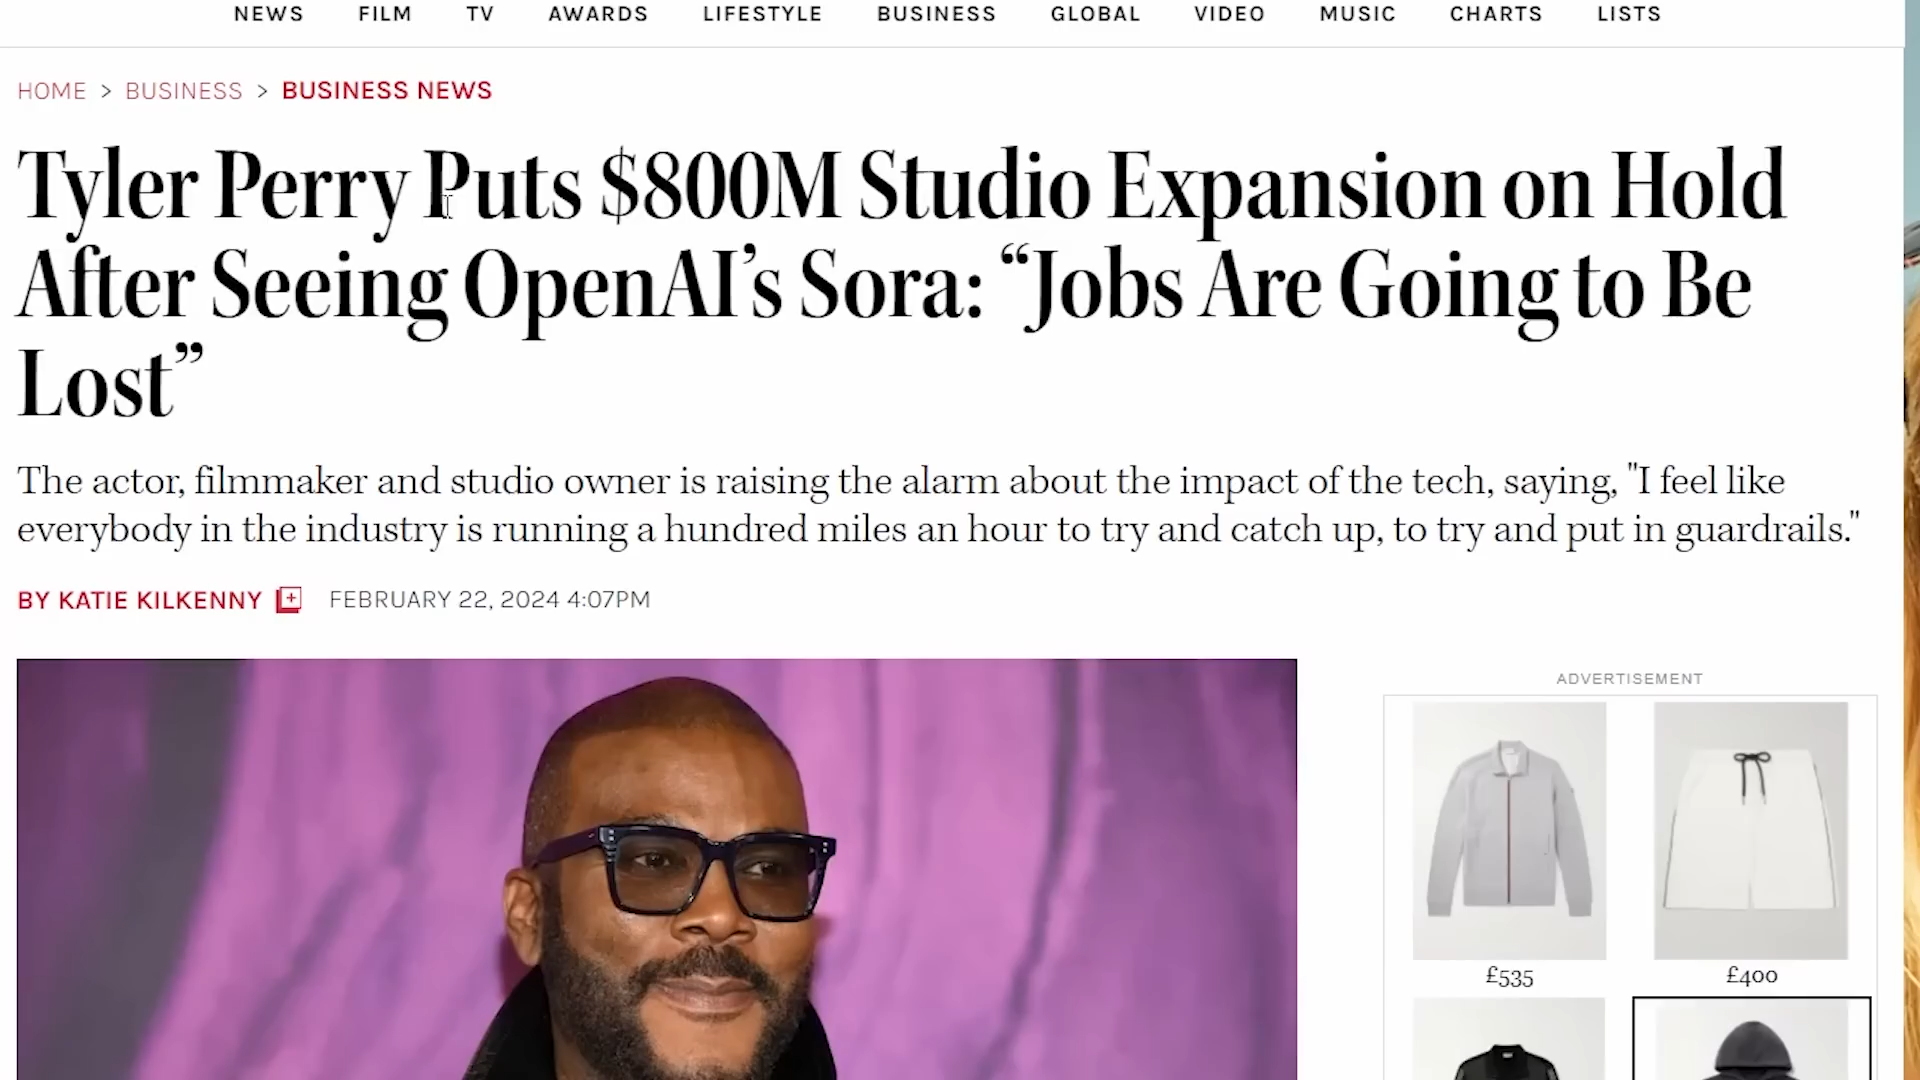 NEWS FILM TV AWARDS LIFESTYLE BUSINESS GLOBAL VIDEO MUSIC CHARTS LISTS
HOME > BUSINESS > BUSINESS NEWS
Tyler Perry Puts $800M Studio Expansion on Hold
After Seeing OpenAI’s Sora: “Jobs Are Going to Be
Lost”
The actor, filmmaker and studio owner is raising the alarm about the impact of the tech, saying, "I feel like
everybody in the industry is running a hundred miles an hour to try and catch up, to try and put in guardrails."
BY KATIE KILKENNY FEBRUARY 22, 2024 4:07PM
ADVERTISEMENT
£535 £400